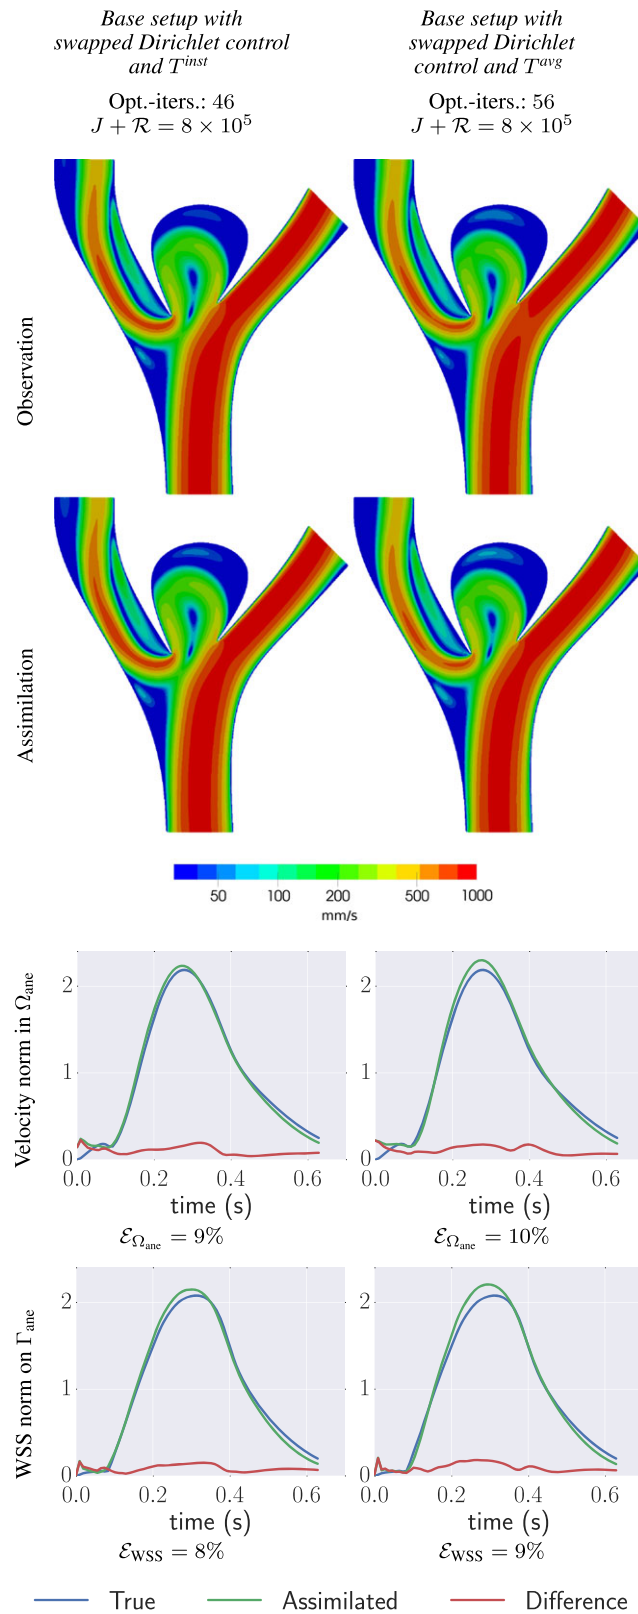 Base setup with
swapped Dirichlet control
and T^inst
Opt.-iters.: 46
J + R = 8 × 10^5
Base setup with
swapped Dirichlet
control and T^avg
Opt.-iters.: 56
J + R = 8 × 10^5
Observation
Assimilation
50 100 200 500 1000
mm/s
Velocity norm in Ω_ane
2
1
0
0.0 0.2 0.4 0.6
time (s)
ℰ_Ω_ane = 9%
2
1
0
0.0 0.2 0.4 0.6
time (s)
ℰ_Ω_ane = 10%
WSS norm on Γ_ane
2
1
0
0.0 0.2 0.4 0.6
time (s)
ℰ_WSS = 8%
2
1
0
0.0 0.2 0.4 0.6
time (s)
ℰ_WSS = 9%
True Assimilated Difference